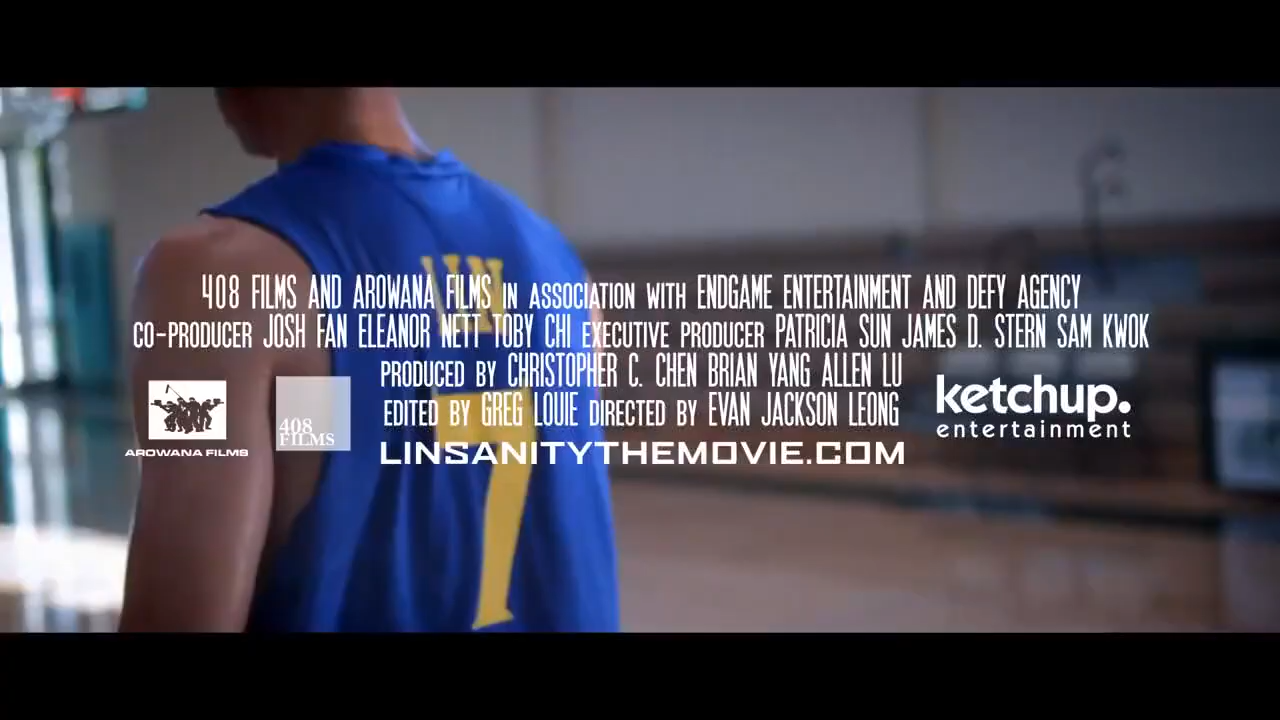 408 FILMS AND AROWANA FILMS IN ASSOCIATION WITH ENDGAME ENTERTAINMENT AND DEFY AGENCY
CO-PRODUCER JOSH FAN ELEANOR NETT TOBY CHI EXECUTIVE PRODUCER PATRICIA SUN JAMES D. STERN SAM KWOK
PRODUCED BY CHRISTOPHER C. CHEN BRIAN YANG ALLEN LU
EDITED BY GREG LOUIE DIRECTED BY EVAN JACKSON LEONG
LINSANITYTHEMOVIE.COM
AROWANA FILMS
408
FILMS
ketchup.
entertainment
7